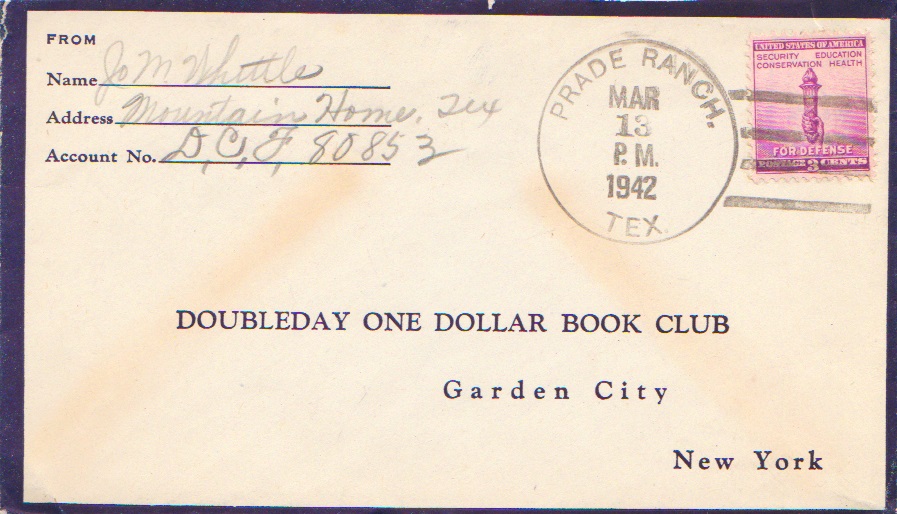 FROM
Name Jo M Whittle
Address Mountain Home, Tex
Account No. D.C.F. 80853
PRADE RANCH.
MAR
13
P.M.
1942
TEX.
UNITED STATES OF AMERICA
SECURITY EDUCATION
CONSERVATION HEALTH
FOR DEFENSE
POSTAGE 3 CENTS
DOUBLEDAY ONE DOLLAR BOOK CLUB
Garden City
New York